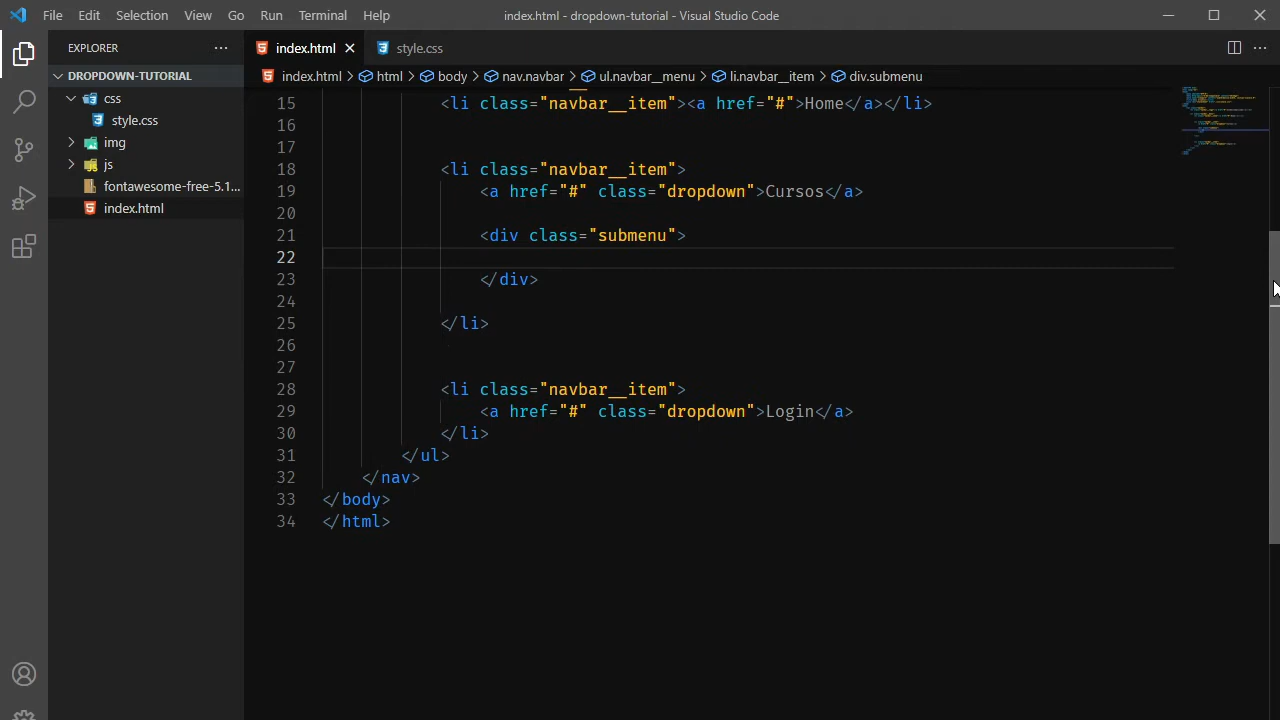 File Edit Selection View Go Run Terminal Help index.html - dropdown-tutorial - Visual Studio Code
EXPLORER
index.html
style.css
DROPDOWN-TUTORIAL
index.html > html > body > nav.navbar > ul.navbar__menu > li.navbar__item > div.submenu
css
style.css
img
js
fontawesome-free-5.1...
index.html
15 <li class="navbar__item"><a href="#">Home</a></li>
16
17
18 <li class="navbar__item">
19 <a href="#" class="dropdown">Cursos</a>
20
21 <div class="submenu">
22
23 </div>
24
25 </li>
26
27
28 <li class="navbar__item">
29 <a href="#" class="dropdown">Login</a>
30 </li>
31 </ul>
32 </nav>
33 </body>
34 </html>